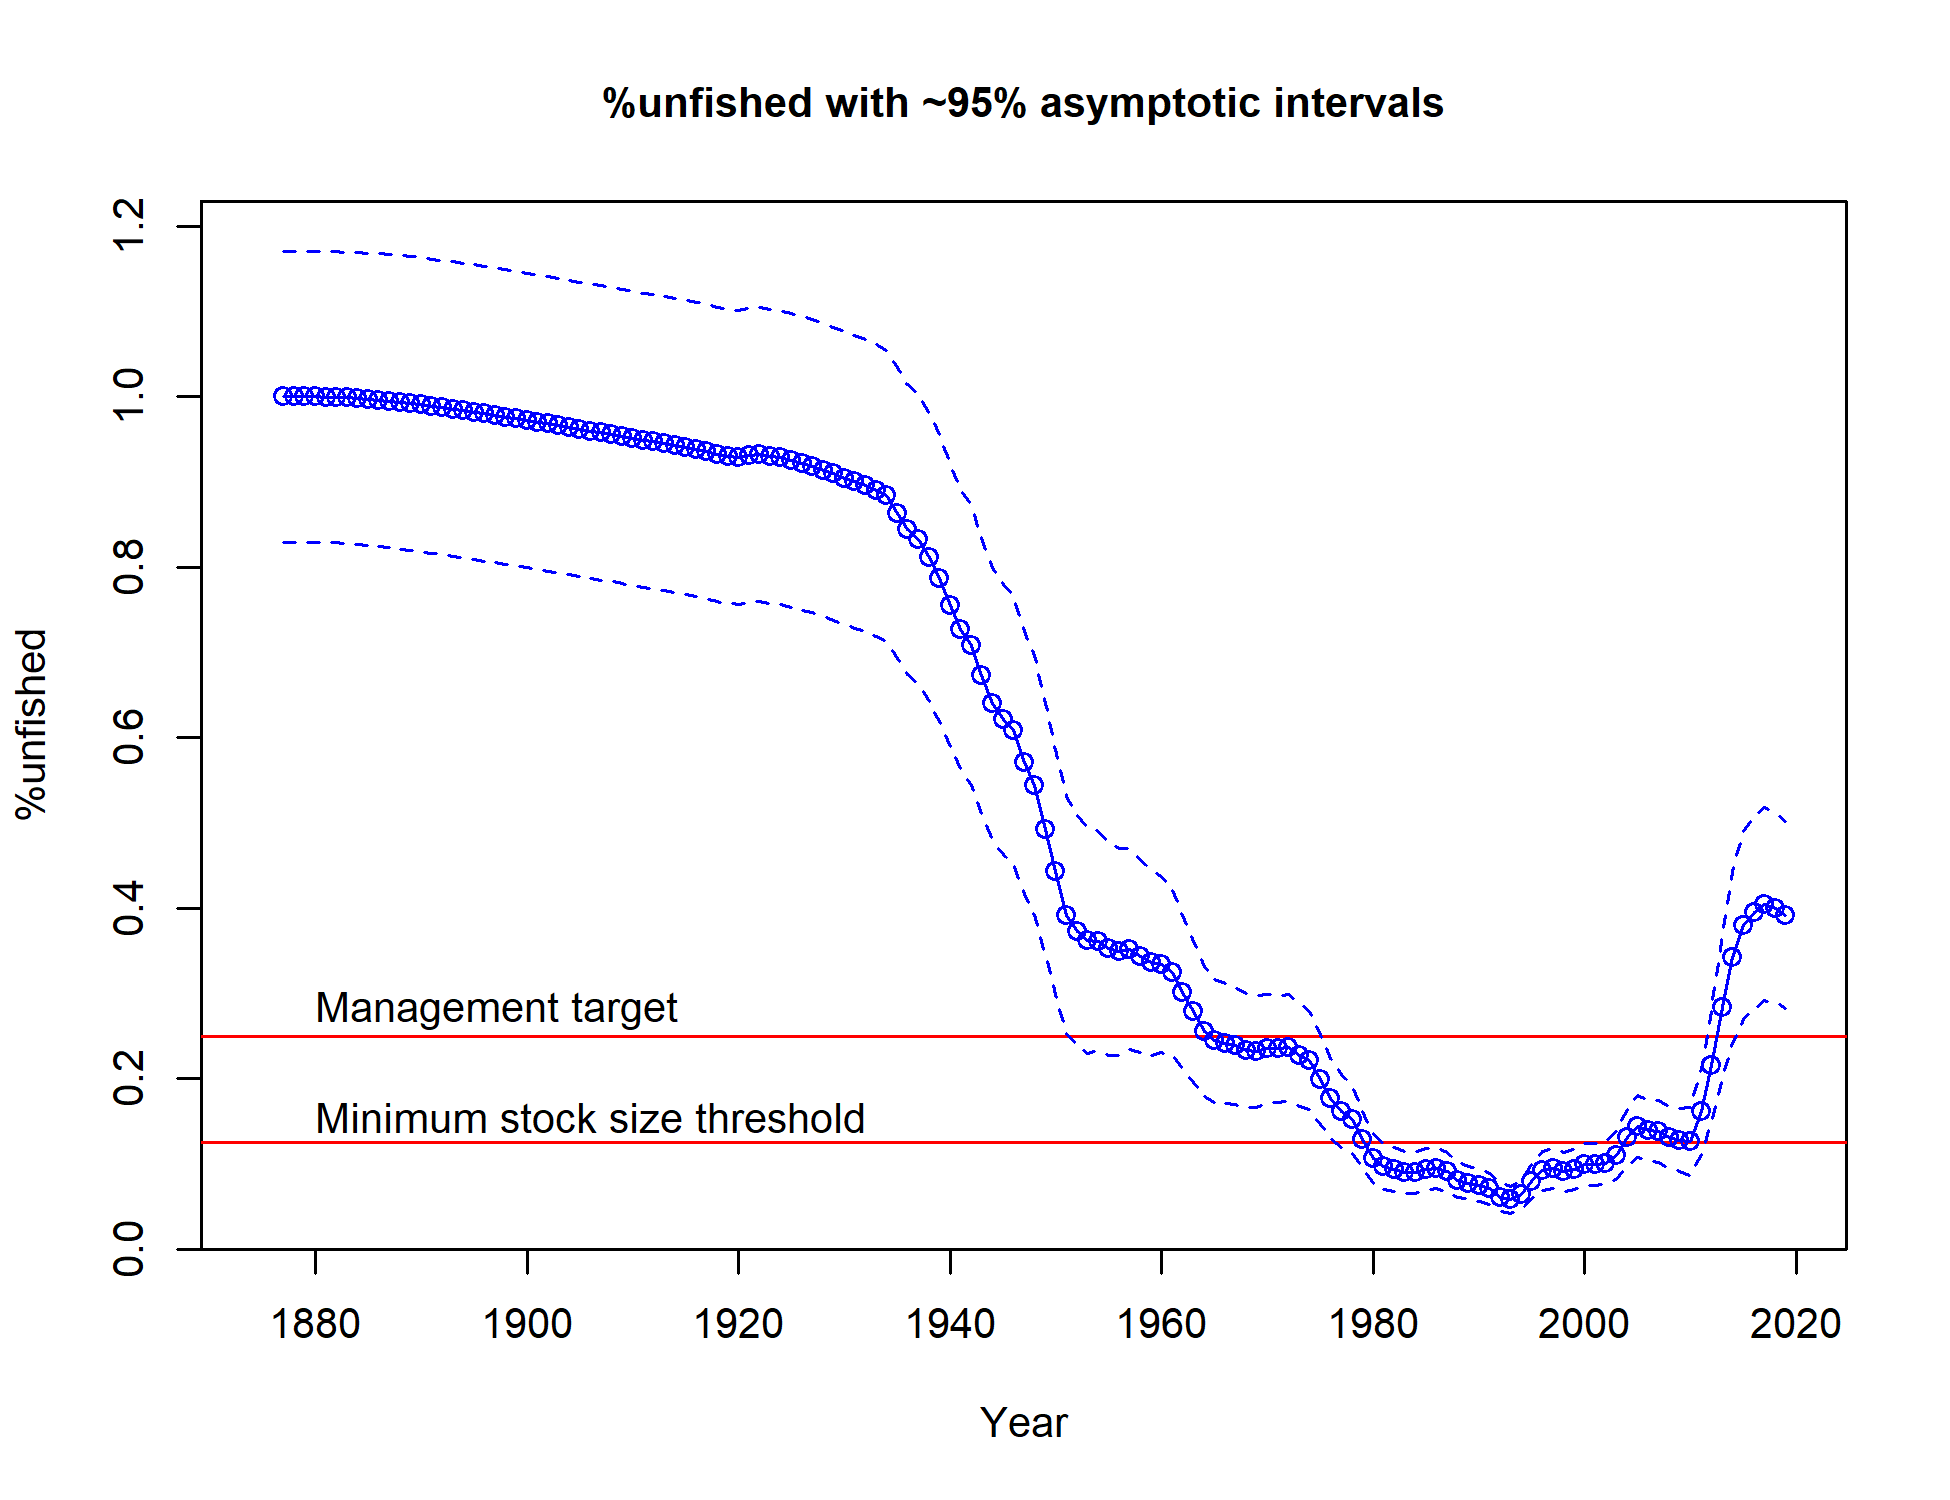 %unfished with ~95% asymptotic intervals
1.2
1.0
0.8
0.6
0.4
0.2
0.0
%unfished
Management target
Minimum stock size threshold
1880 1900 1920 1940 1960 1980 2000 2020
Year